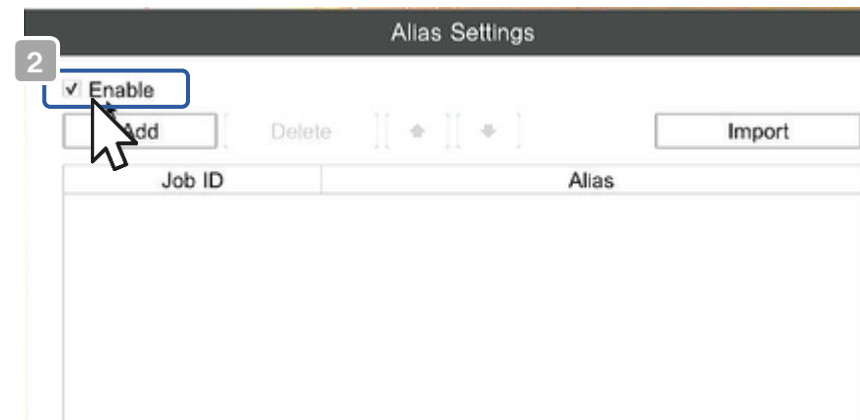 Alias Settings
2
Enable
Add Delete Import
Job ID Alias